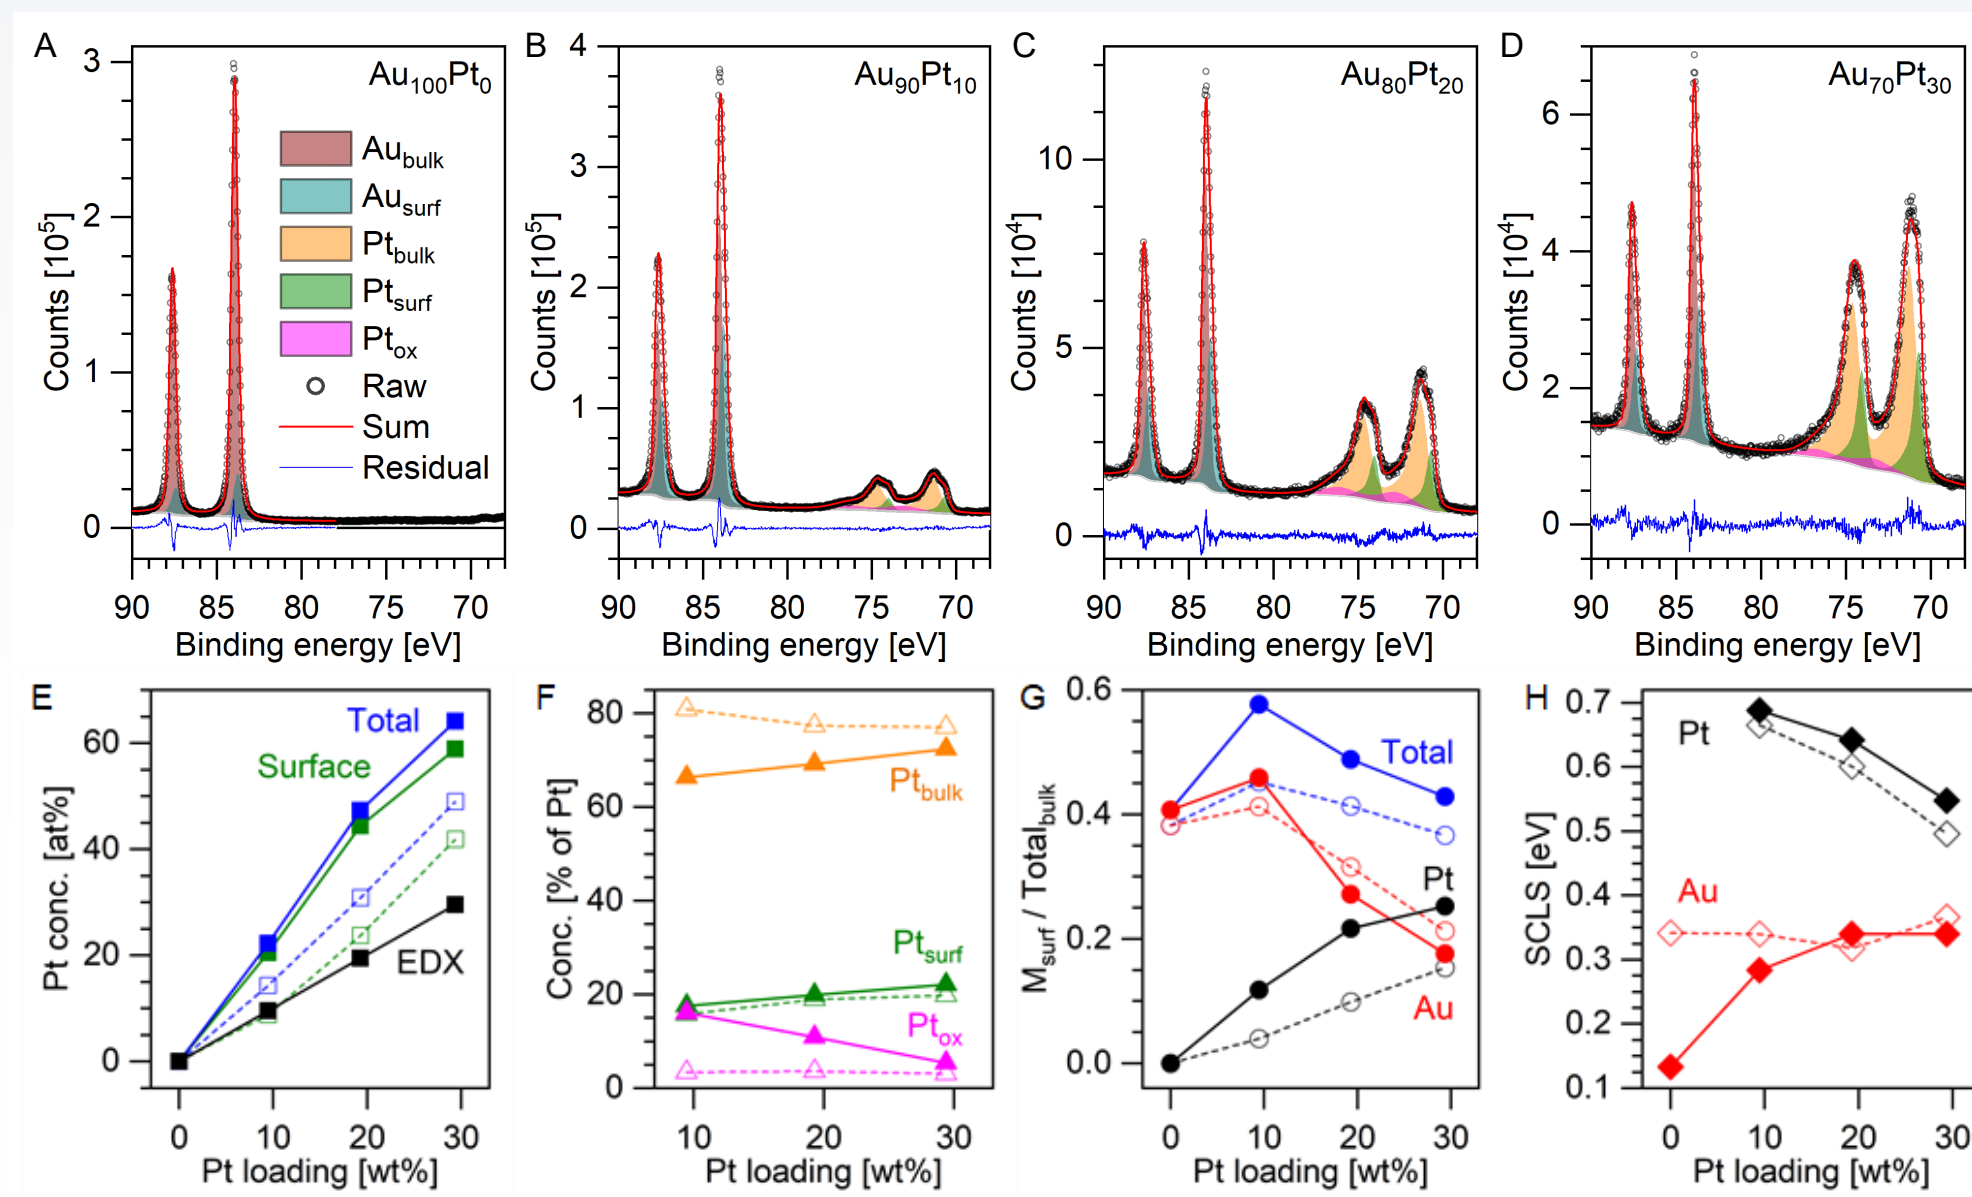 A
Au100Pt0
Aubulk
Ausurf
Ptbulk
Ptsurf
Ptox
Raw
Sum
Residual
3
2
1
0
Counts [10^5]
90 85 80 75 70
Binding energy [eV]
B
Au90Pt10
4
3
2
1
0
Counts [10^5]
90 85 80 75 70
Binding energy [eV]
C
Au80Pt20
10
5
0
Counts [10^4]
90 85 80 75 70
Binding energy [eV]
D
Au70Pt30
6
4
2
0
Counts [10^4]
90 85 80 75 70
Binding energy [eV]
E
Total
Surface
EDX
60
40
20
0
Pt conc. [at%]
0 10 20 30
Pt loading [wt%]
F
Ptbulk
Ptsurf
Ptox
80
60
40
20
0
Conc. [% of Pt]
10 20 30
Pt loading [wt%]
G
Total
Pt
Au
0.6
0.4
0.2
0.0
Msurf / Totalbulk
0 10 20 30
Pt loading [wt%]
H
Pt
Au
0.7
0.6
0.5
0.4
0.3
0.2
0.1
SCLS [eV]
0 10 20 30
Pt loading [wt%]